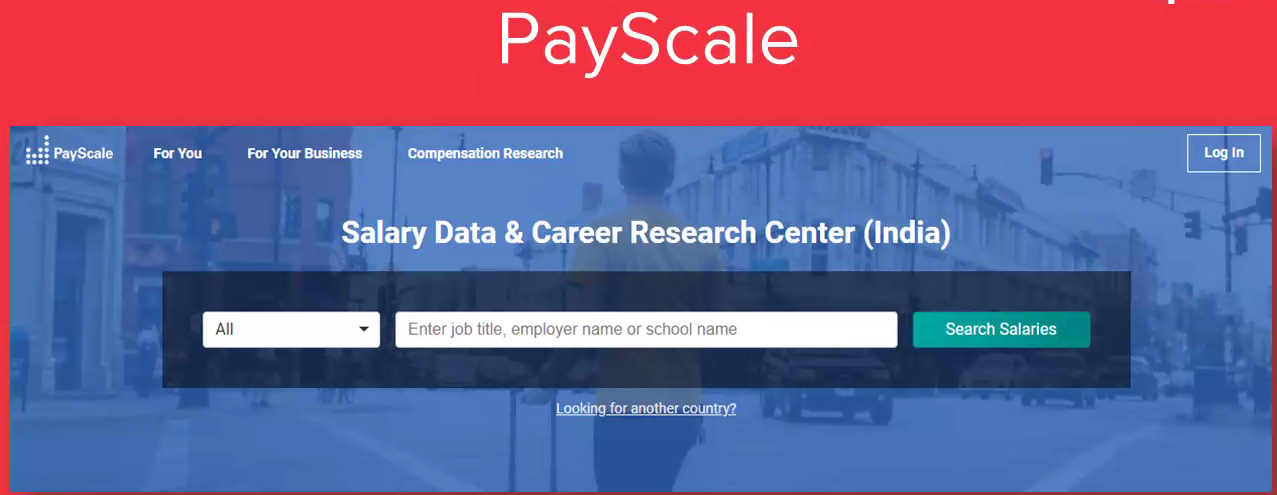 PayScale
PayScale For You For Your Business Compensation Research Log In
Salary Data & Career Research Center (India)
All Enter job title, employer name or school name Search Salaries
Looking for another country?